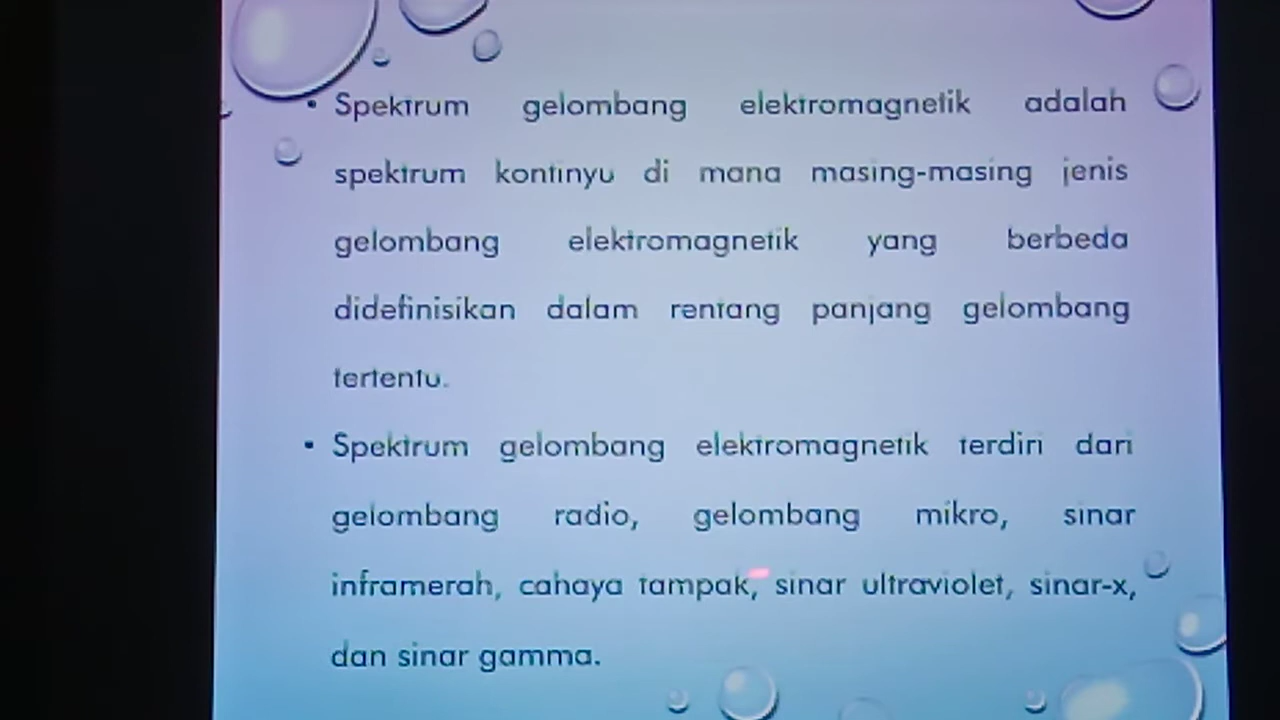 • Spektrum gelombang elektromagnetik adalah
spektrum kontinyu di mana masing-masing jenis
gelombang elektromagnetik yang berbeda
didefinisikan dalam rentang panjang gelombang
tertentu.
• Spektrum gelombang elektromagnetik terdiri dari
gelombang radio, gelombang mikro, sinar
inframerah, cahaya tampak, sinar ultraviolet, sinar-x,
dan sinar gamma.